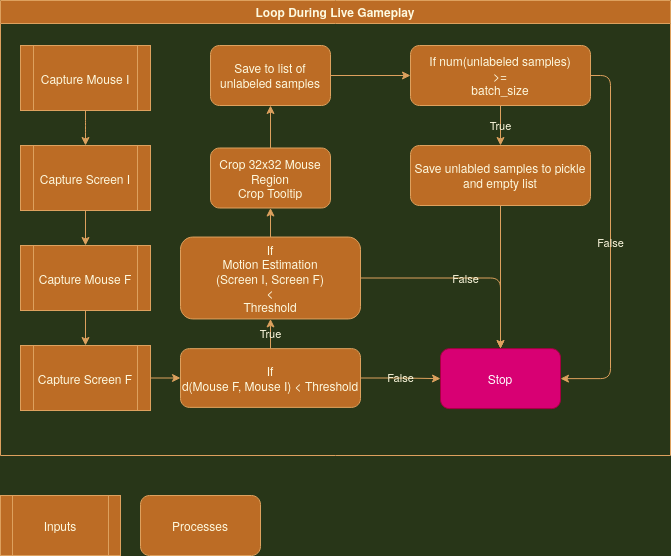 Loop During Live Gameplay
Capture Mouse I
Capture Screen I
Capture Mouse F
Capture Screen F
If
d(Mouse F, Mouse I) < Threshold
True
False
If
Motion Estimation
(Screen I, Screen F)
<
Threshold
False
Crop 32x32 Mouse
Region
Crop Tooltip
Save to list of
unlabeled samples
If num(unlabeled samples)
>=
batch_size
True
False
Save unlabled samples to pickle
and empty list
Stop
Inputs
Processes